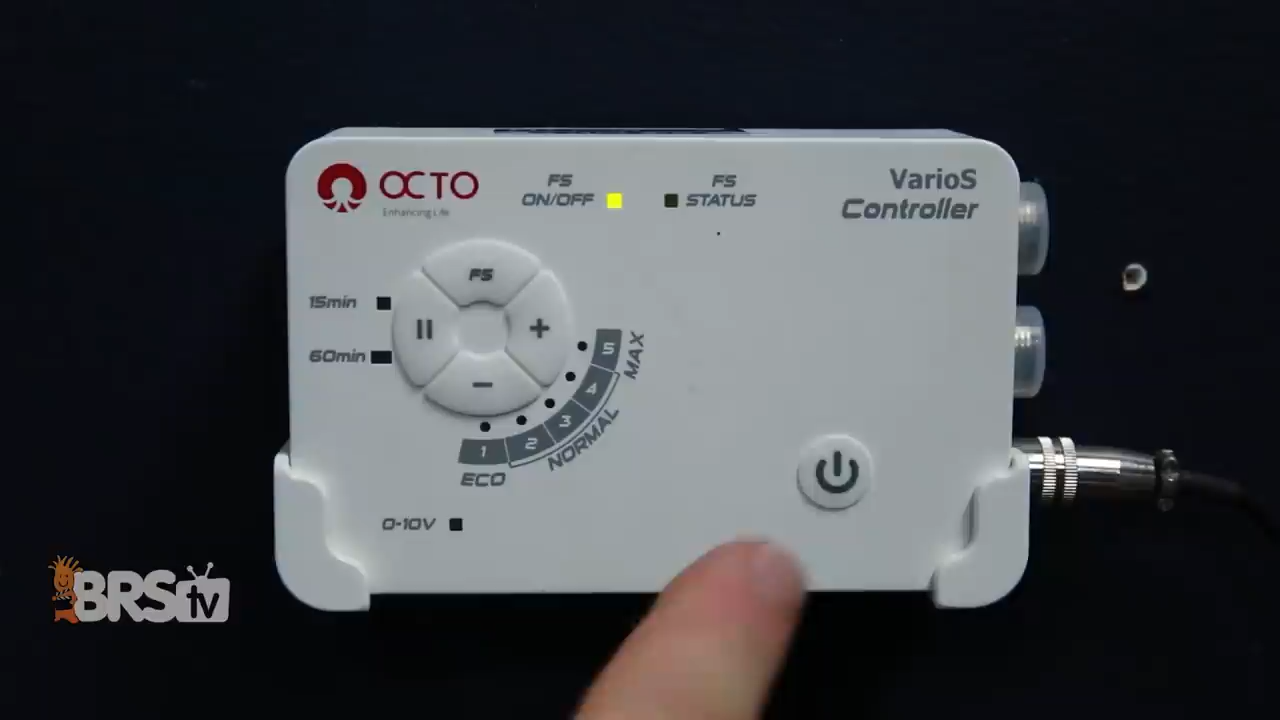 OCTO
Enhancing Life
FS
ON/OFF
FS
STATUS
VarioS
Controller
FS
15min
60min
+
-
5
4
3
2
1
MAX
NORMAL
ECO
0-10V
BRStv